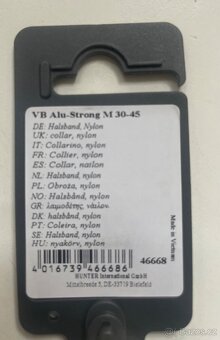 VB Alu-Strong M 30-45
DE: Halsband, Nylon
UK: collar, nylon
IT: Collarino, nylon
FR: Collier, nylon
ES: Collar, nailon
NL: Halsband, nylon
PL: Obroża, nylon
NO: Halsbånd, nylon
GR: λαιμοδέτης, νάιλον
DK: halsbånd, nylon
PT: Coleira, nylon
SE: Halsband, nylon
HU: nyakörv, nylon
Made in Vietnam
46668
4 016739 466686
HUNTER International GmbH
5, DE-33719 Bielefeld